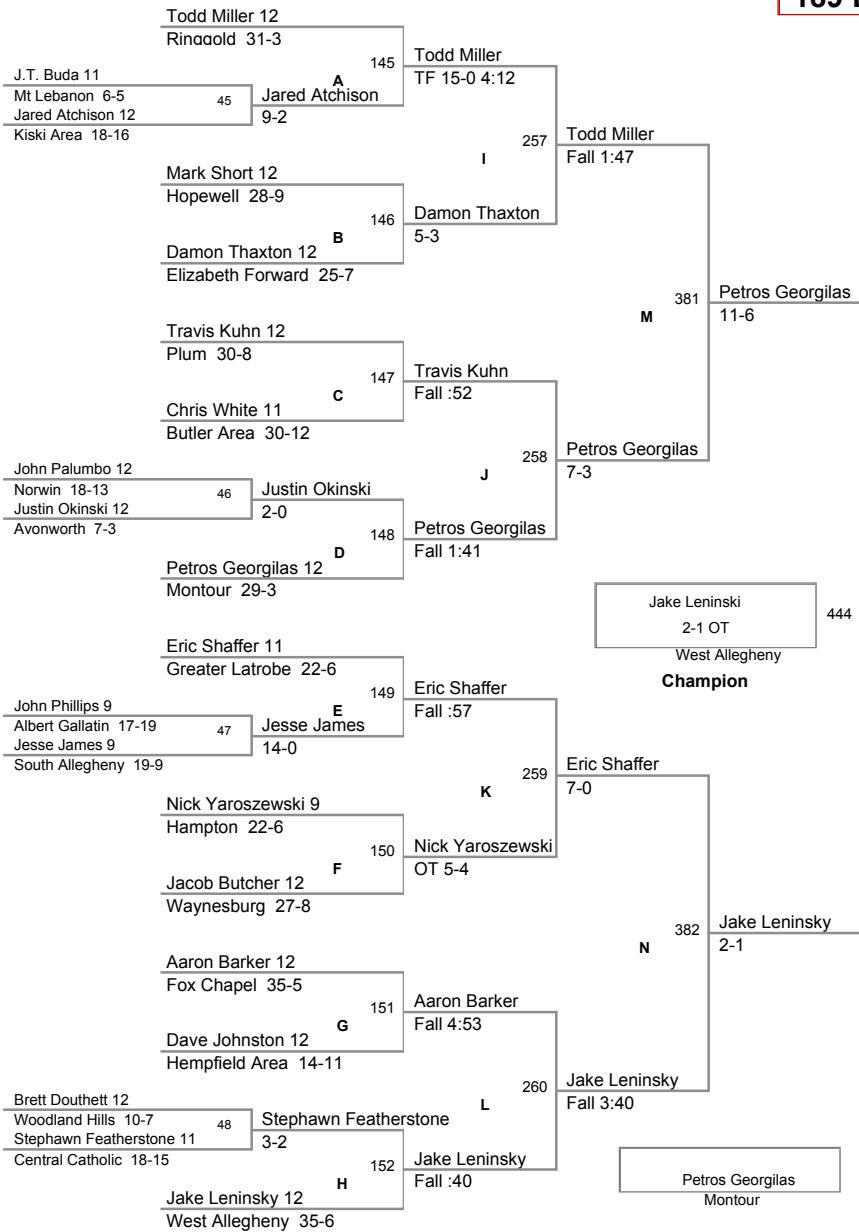 189
Todd Miller 12
Ringgold 31-3
145
Todd Miller
TF 15-0 4:12
A
J.T. Buda 11
Mt Lebanon 6-5
45
Jared Atchison
9-2
Jared Atchison 12
Kiski Area 18-16
257
Todd Miller
Fall 1:47
I
Mark Short 12
Hopewell 28-9
146
Damon Thaxton
5-3
B
Damon Thaxton 12
Elizabeth Forward 25-7
381
Petros Georgilas
11-6
M
Travis Kuhn 12
Plum 30-8
147
Travis Kuhn
Fall :52
C
Chris White 11
Butler Area 30-12
258
Petros Georgilas
7-3
J
John Palumbo 12
Norwin 18-13
46
Justin Okinski
2-0
Justin Okinski 12
Avonworth 7-3
148
Petros Georgilas
Fall 1:41
D
Petros Georgilas 12
Montour 29-3
Jake Leninski
2-1 OT
444
West Allegheny
Champion
Eric Shaffer 11
Greater Latrobe 22-6
149
Eric Shaffer
Fall :57
E
John Phillips 9
Albert Gallatin 17-19
47
Jesse James
14-0
Jesse James 9
South Allegheny 19-9
259
Eric Shaffer
7-0
K
Nick Yaroszewski 9
Hampton 22-6
150
Nick Yaroszewski
OT 5-4
F
Jacob Butcher 12
Waynesburg 27-8
382
Jake Leninsky
2-1
N
Aaron Barker 12
Fox Chapel 35-5
151
Aaron Barker
Fall 4:53
G
Dave Johnston 12
Hempfield Area 14-11
260
Jake Leninsky
Fall 3:40
L
Brett Douthett 12
Woodland Hills 10-7
48
Stephawn Featherstone
3-2
Stephawn Featherstone 11
Central Catholic 18-15
152
Jake Leninsky
Fall :40
H
Jake Leninsky 12
West Allegheny 35-6
Petros Georgilas
Montour